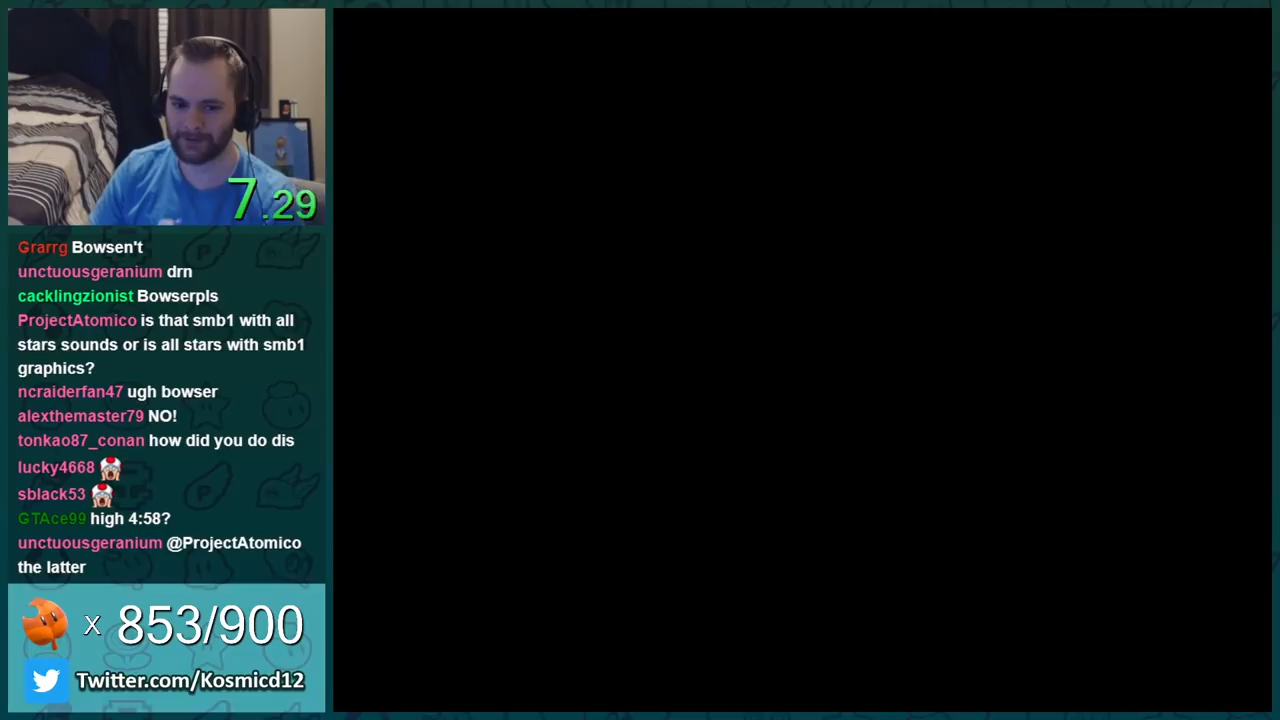 7.29
Grarrg Bowsen't
unctuousgeranium drn
cacklingzionist Bowserpls
ProjectAtomico is that smb1 with all
stars sounds or is all stars with smb1
graphics?
ncraiderfan47 ugh bowser
alexthemaster79 NO!
tonkao87_conan how did you do dis
lucky4668
sblack53
GTAce99 high 4:58?
unctuousgeranium @ProjectAtomico
the latter
x 853/900
Twitter.com/Kosmicd12